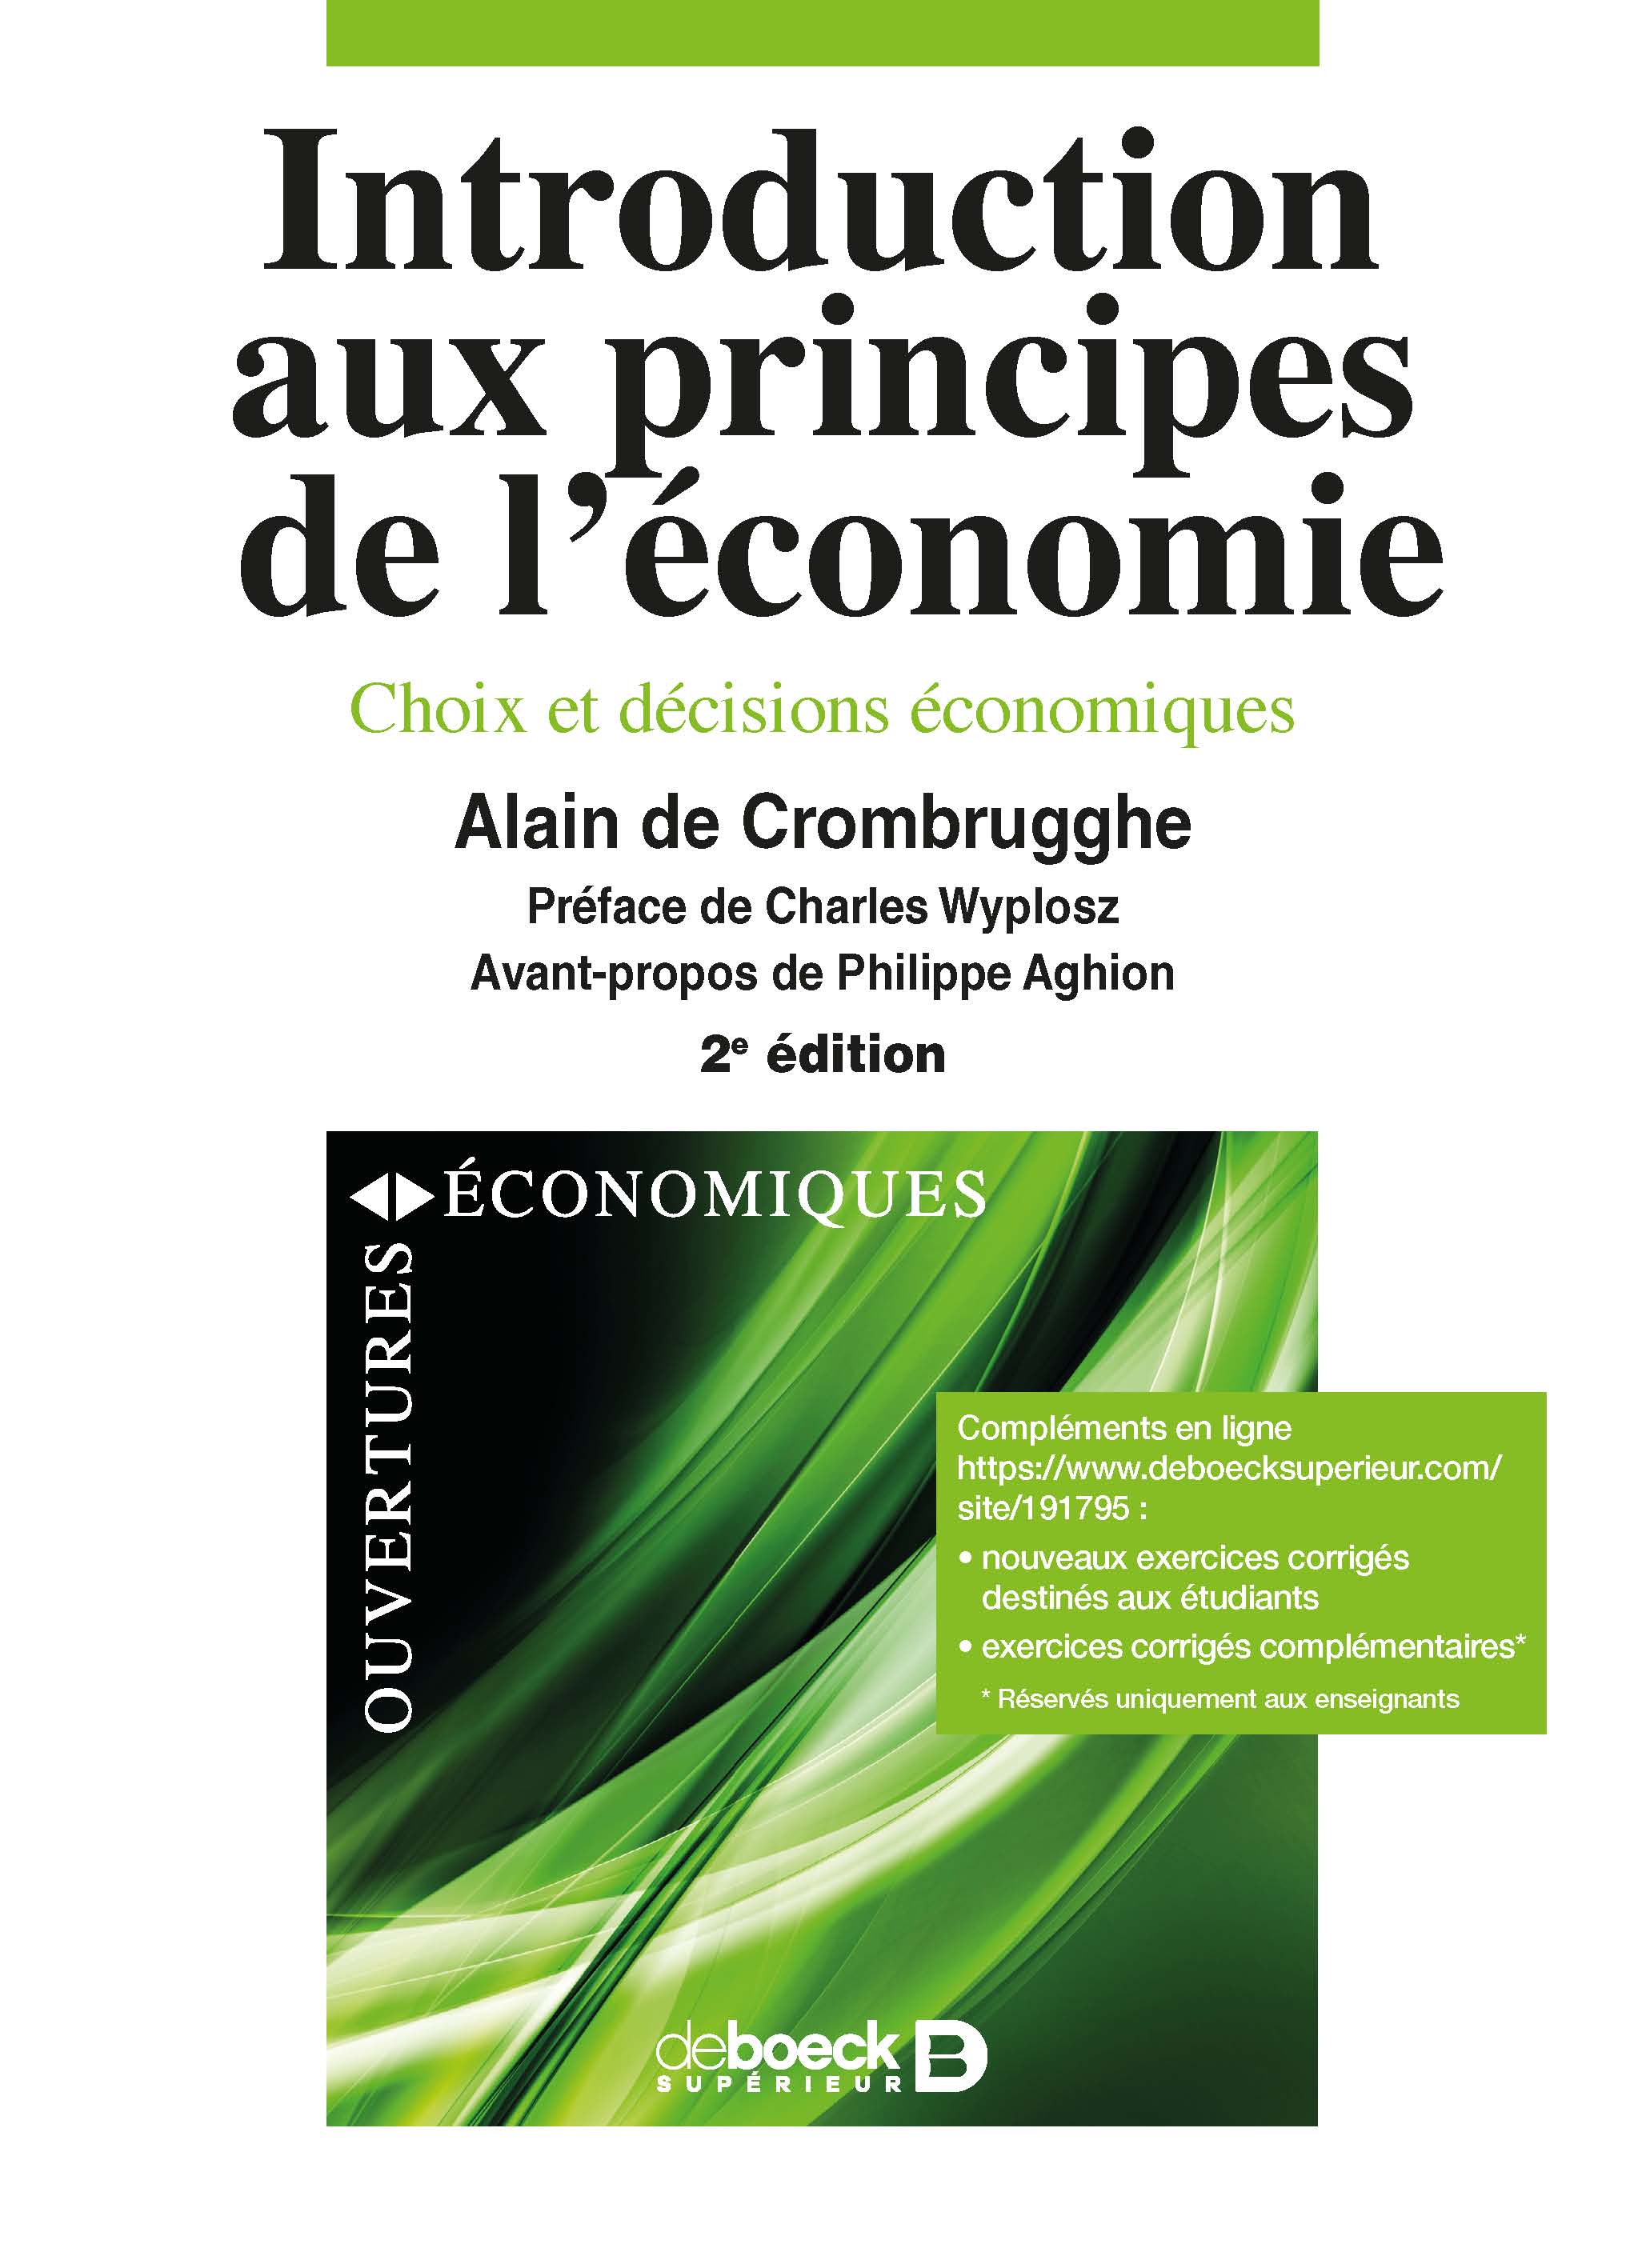 Introduction
aux principes
de l’économie
Choix et décisions économiques
Alain de Crombrugghe
Préface de Charles Wyplosz
Avant-propos de Philippe Aghion
2e édition
OUVERTURES
ÉCONOMIQUES
Compléments en ligne
https://www.deboecksuperieur.com/
site/191795 :
• nouveaux exercices corrigés
destinés aux étudiants
• exercices corrigés complémentaires*
* Réservés uniquement aux enseignants
deboeck B
SUPÉRIEUR